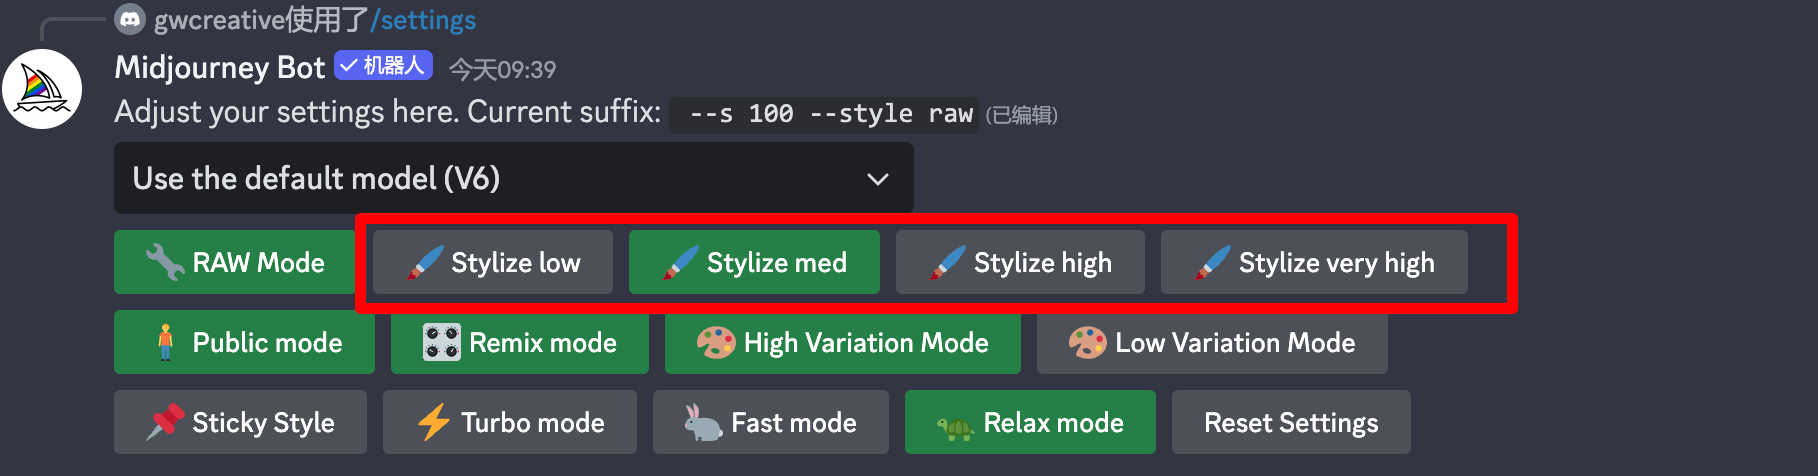 gwcreative使用了/settings
Midjourney Bot ✓ 机器人 今天09:39
Adjust your settings here. Current suffix: --s 100 --style raw (已编辑)
Use the default model (V6)
RAW Mode Stylize low Stylize med Stylize high Stylize very high
Public mode Remix mode High Variation Mode Low Variation Mode
Sticky Style Turbo mode Fast mode Relax mode Reset Settings